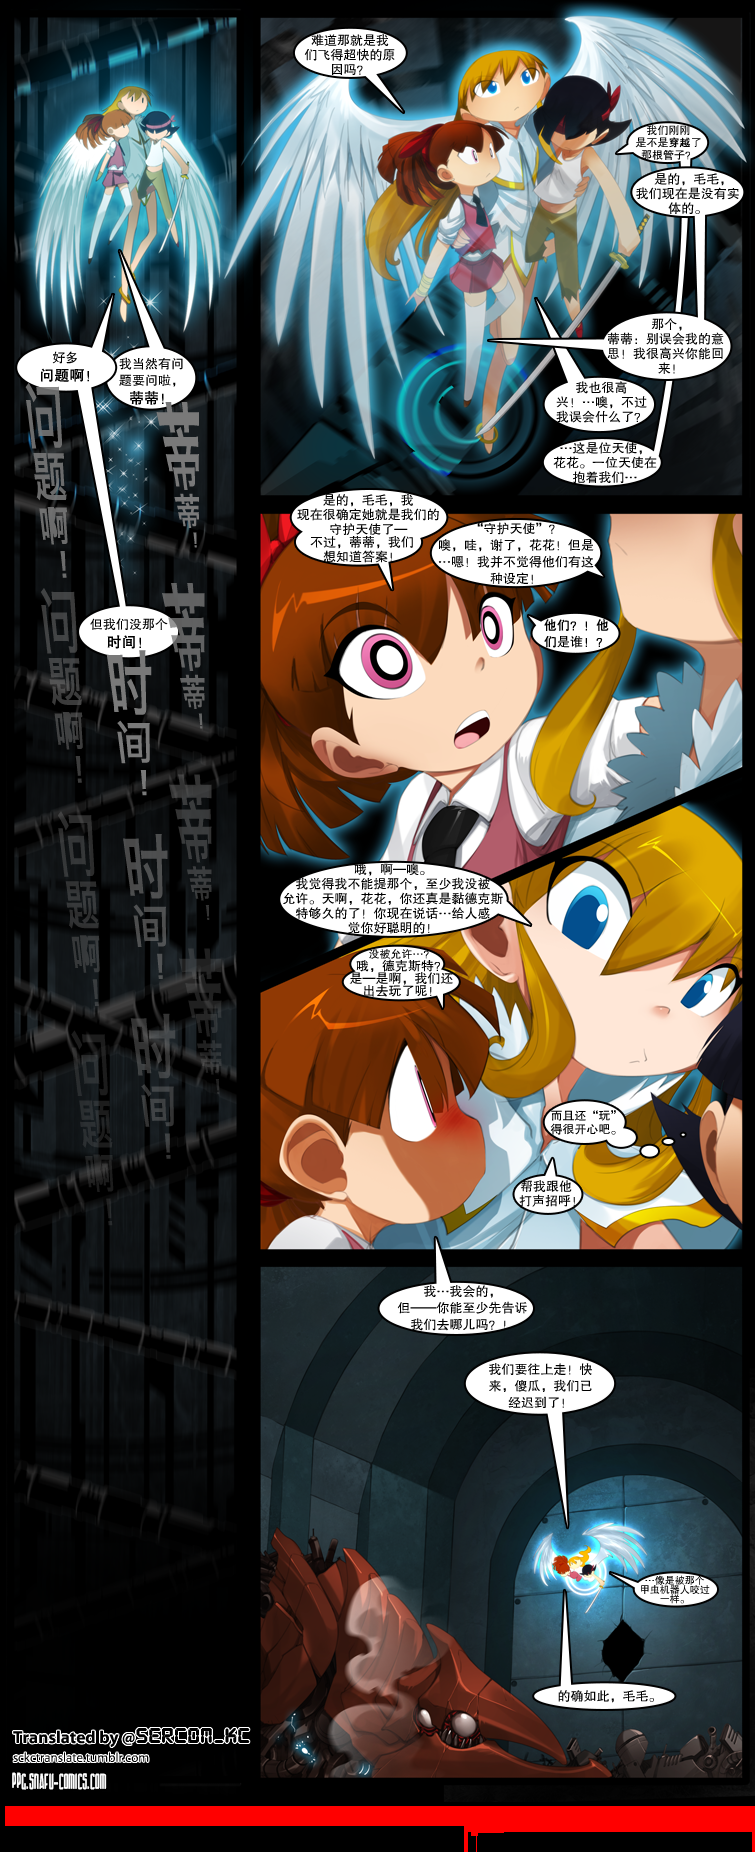 好多
问题啊！
我当然有问
题要问啦，
蒂蒂！
问题啊！
蒂蒂！
但我们没那个
时间！
问题啊！
蒂蒂！
时间！
问题啊！
蒂蒂！
时间！
问题啊！
蒂蒂！
时间！
难道那就是我
们飞得超快的原
因吗？
我们刚刚
是不是穿越了
那根管子？
是的，毛毛，
我们现在是没有实
体的。
那个，
蒂蒂：别误会我的意
思！我很高兴你能回
来！
我也很高
兴！…噢，不过
我误会什么了？
…这是位天使，
花花。一位天使在
抱着我们…
是的，毛毛，我
现在很确定她就是我们的
守护天使了—
不过，蒂蒂，我们
想知道答案！
“守护天使”？
噢，哇，谢了，花花！但是
…嗯！我并不觉得他们有这
种设定！
他们？！他
们是谁！？
哦，啊—噢。
我觉得我不能提那个，至少我没被
允许。天啊，花花，你还真是黏德克斯
特够久的了！你现在说话…给人感
觉你好聪明的！
没被允许…？
哦，德克斯特？
是—是啊，我们还
出去玩了呢！
而且还“玩”
得很开心吧。
帮我跟他
打声招呼！
我…我会的，
但——你能至少先告诉
我们去哪儿吗？！
我们要往上走！快
来，傻瓜，我们已
经迟到了！
…像是被那个
甲虫机器人咬过
一样。
的确如此，毛毛。
Translated by @SERCOM_KC
sckctranslate.tumblr.com
PPG.SNAFU-COMICS.COM